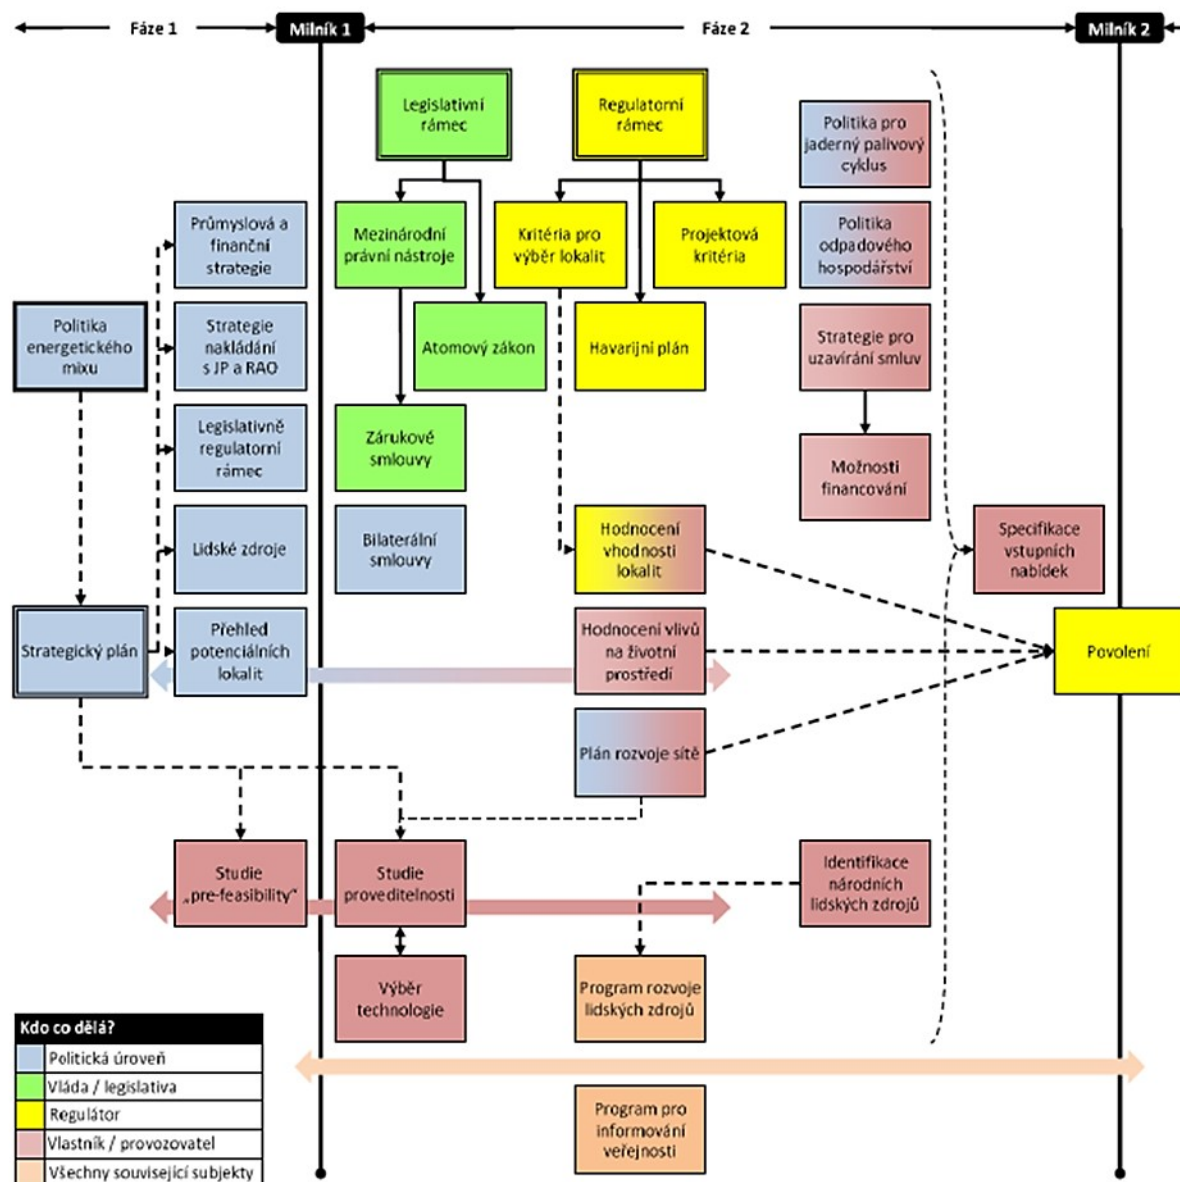 Fáze 1
Milník 1
Fáze 2
Milník 2
Legislativní
rámec
Regulatorní
rámec
Politika pro
jaderný palivový
cyklus
Průmyslová a
finanční
strategie
Mezinárodní
právní nástroje
Kritéria pro
výběr lokalit
Projektová
kritéria
Politika
odpadového
hospodářství
Politika
energetického
mixu
Strategie
nakládání
s JP a RAO
Atomový zákon
Havarijní plán
Strategie pro
uzavírání smluv
Legislativně
regulatorní
rámec
Zárukové
smlouvy
Možnosti
financování
Lidské zdroje
Bilaterální
smlouvy
Hodnocení
vhodnosti
lokalit
Specifikace
vstupních
nabídek
Strategický plán
Přehled
potenciálních
lokalit
Hodnocení vlivů
na životní
prostředí
Povolení
Plán rozvoje sítě
Studie
„pre-feasibility“
Studie
proveditelnosti
Identifikace
národních
lidských zdrojů
Výběr
technologie
Program rozvoje
lidských zdrojů
Program pro
informování
veřejnosti
Kdo co dělá?
Politická úroveň
Vláda / legislativa
Regulátor
Vlastník / provozovatel
Všechny související subjekty